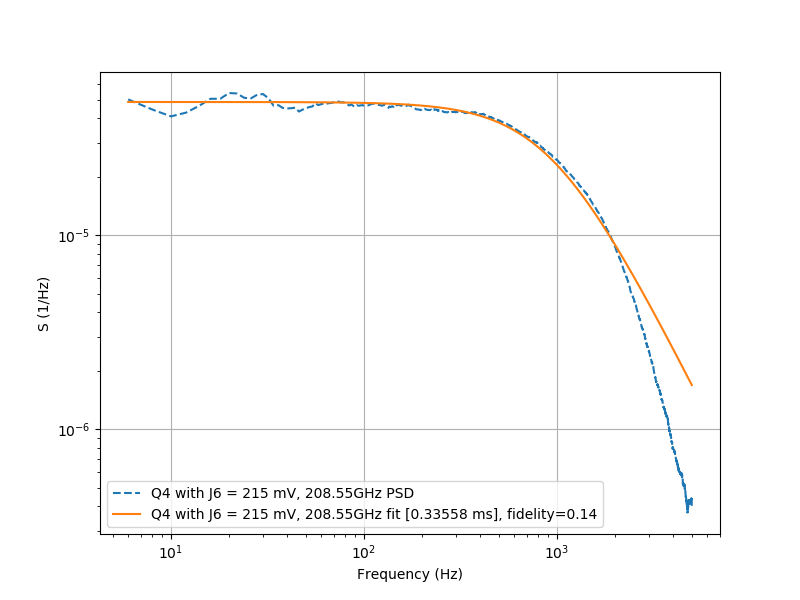 S (1/Hz)
10⁻⁵
10⁻⁶
Q4 with J6 = 215 mV, 208.55GHz PSD
Q4 with J6 = 215 mV, 208.55GHz fit [0.33558 ms], fidelity=0.14
10¹ 10² 10³
Frequency (Hz)